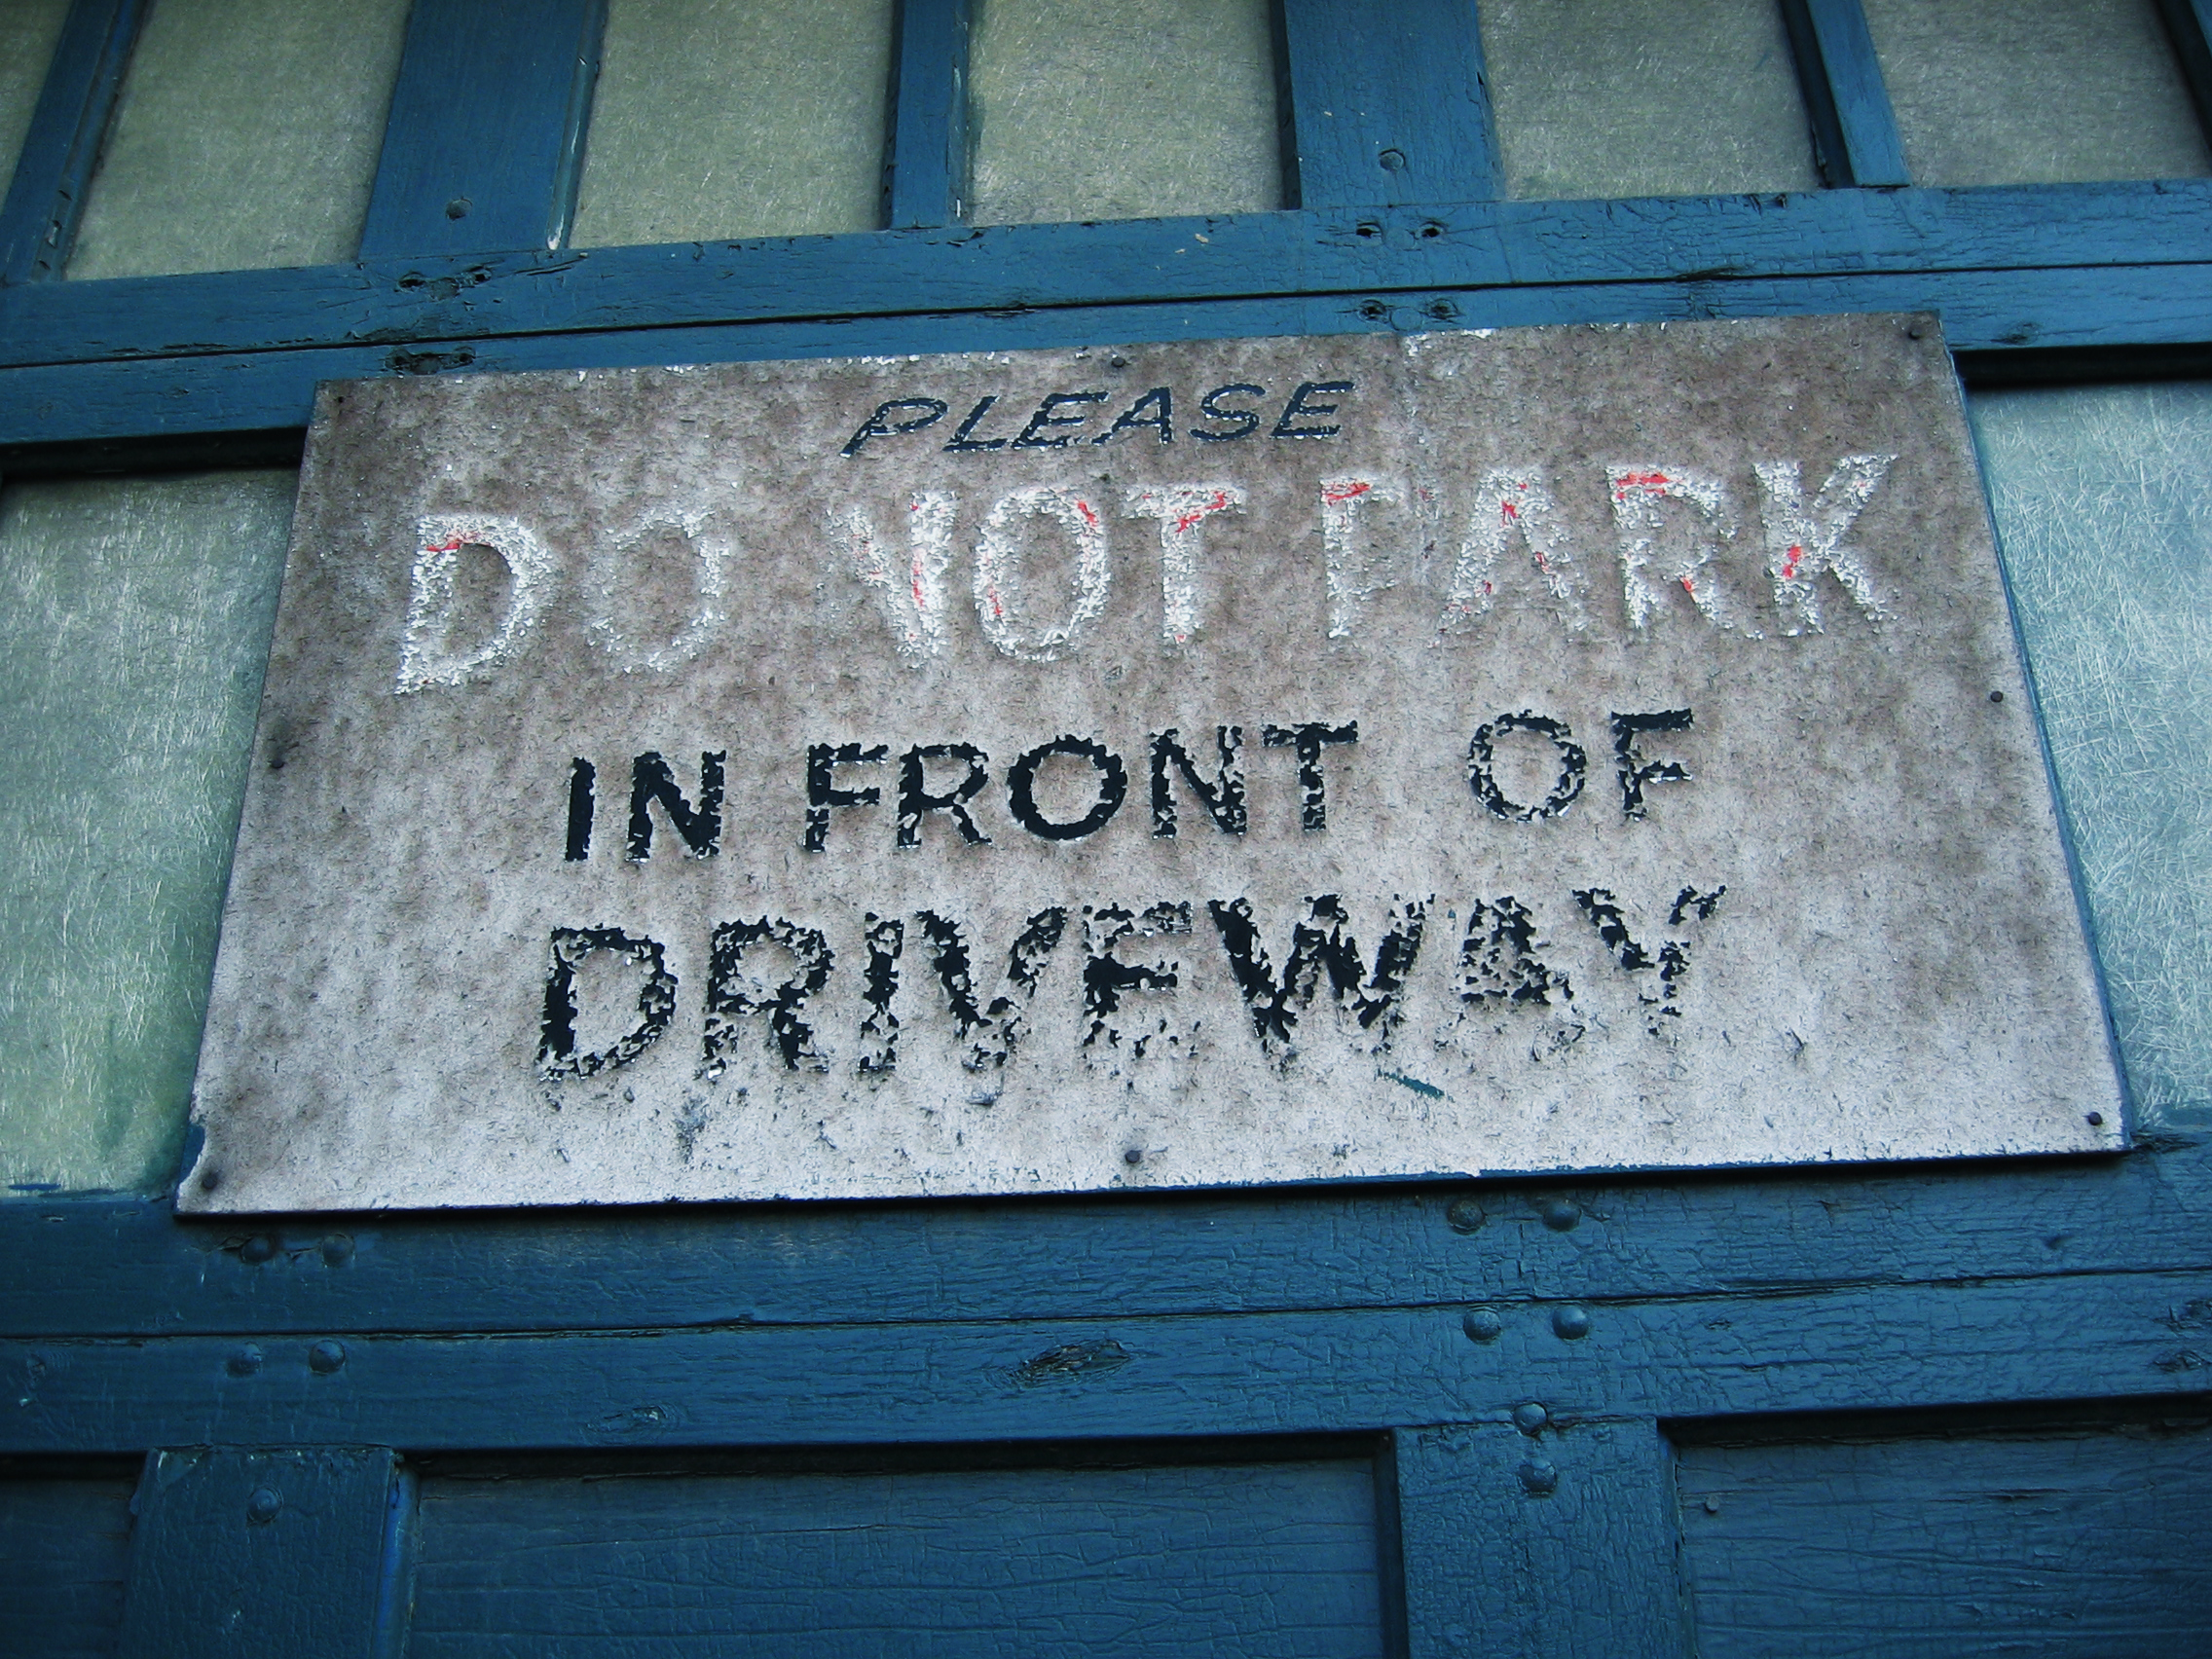 PLEASE
DO NOT PARK
IN FRONT OF
DRIVEWAY